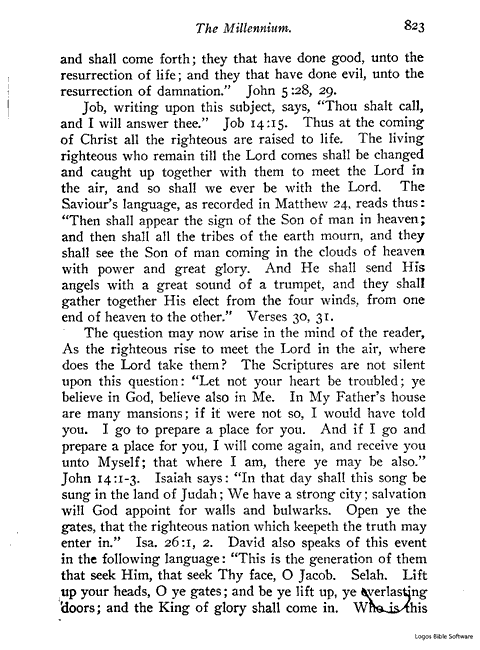 The Millennium. 823
and shall come forth; they that have done good, unto the
resurrection of life; and they that have done evil, unto the
resurrection of damnation." John 5:28, 29.
Job, writing upon this subject, says, "Thou shalt call,
and I will answer thee." Job 14:15. Thus at the coming
of Christ all the righteous are raised to life. The living
righteous who remain till the Lord comes shall be changed
and caught up together with them to meet the Lord in
the air, and so shall we ever be with the Lord. The
Saviour's language, as recorded in Matthew 24, reads thus:
"Then shall appear the sign of the Son of man in heaven;
and then shall all the tribes of the earth mourn, and they
shall see the Son of man coming in the clouds of heaven
with power and great glory. And He shall send His
angels with a great sound of a trumpet, and they shall
gather together His elect from the four winds, from one
end of heaven to the other." Verses 30, 31.
The question may now arise in the mind of the reader,
As the righteous rise to meet the Lord in the air, where
does the Lord take them? The Scriptures are not silent
upon this question: "Let not your heart be troubled; ye
believe in God, believe also in Me. In My Father's house
are many mansions; if it were not so, I would have told
you. I go to prepare a place for you. And if I go and
prepare a place for you, I will come again, and receive you
unto Myself; that where I am, there ye may be also."
John 14:1-3. Isaiah says: "In that day shall this song be
sung in the land of Judah; We have a strong city; salvation
will God appoint for walls and bulwarks. Open ye the
gates, that the righteous nation which keepeth the truth may
enter in." Isa. 26:1, 2. David also speaks of this event
in the following language: "This is the generation of them
that seek Him, that seek Thy face, O Jacob. Selah. Lift
up your heads, O ye gates; and be ye lift up, ye everlasting
doors; and the King of glory shall come in. Who is this
Logos Bible Software